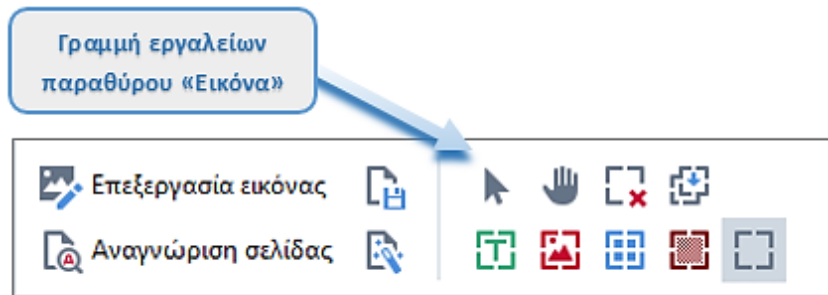 Γραμμή εργαλείων
παραθύρου «Εικόνα»
Επεξεργασία εικόνας
Αναγνώριση σελίδας